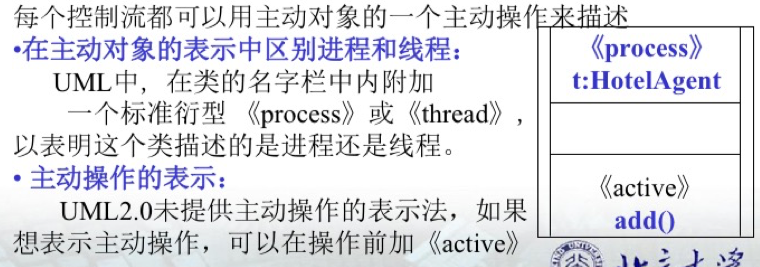 每个控制流都可以用主动对象的一个主动操作来描述
•在主动对象的表示中区别进程和线程：
UML中，在类的名字栏中内附加
一个标准衍型 《process》或《thread》，
以表明这个类描述的是进程还是线程。
• 主动操作的表示：
UML2.0未提供主动操作的表示法，如果
想表示主动操作，可以在操作前加《active》
《process》
t:HotelAgent
《active》
add()